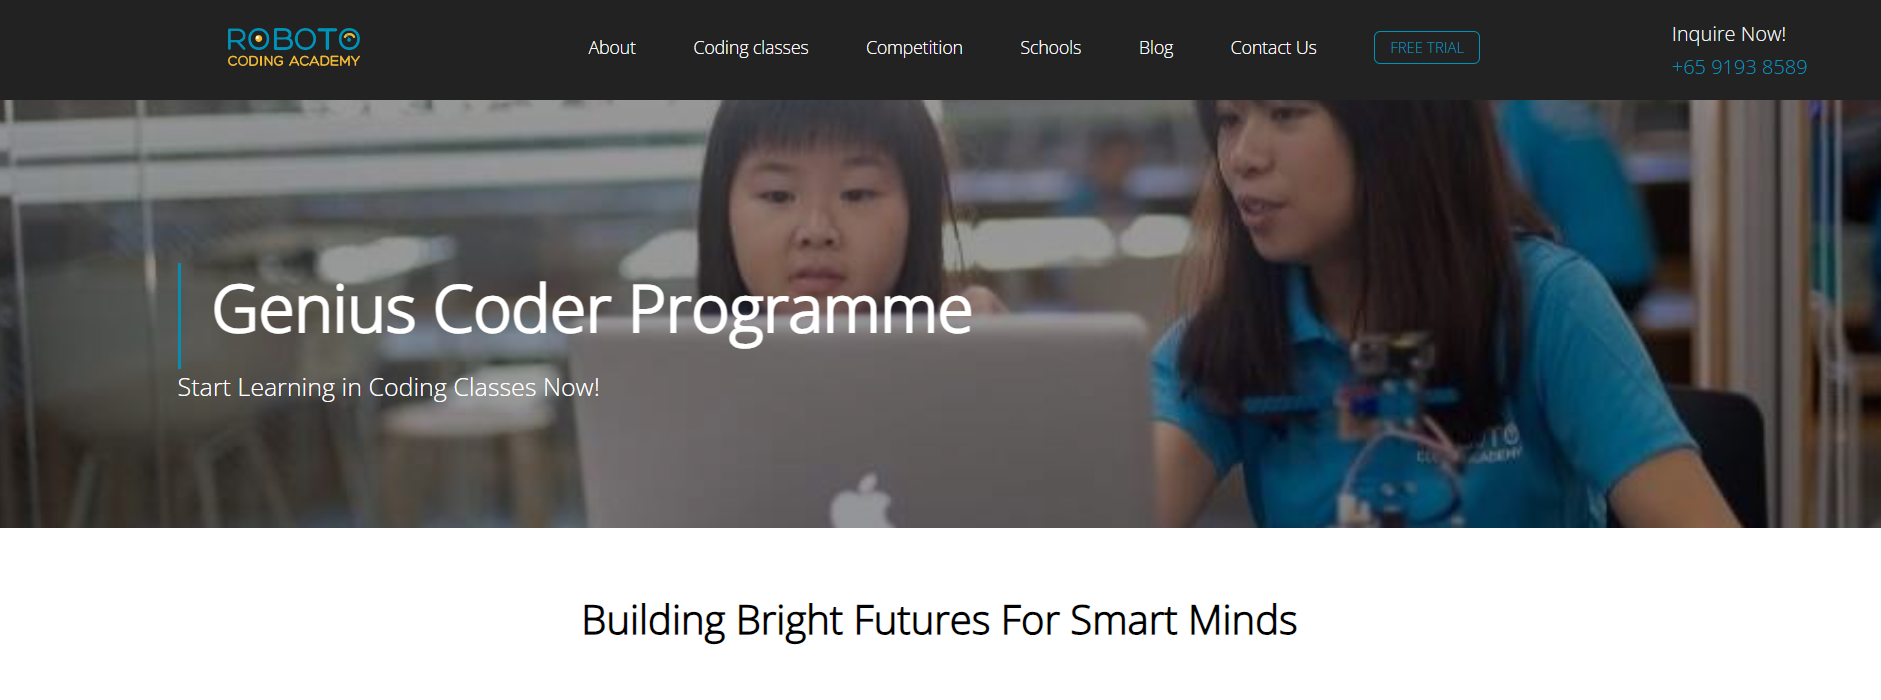 ROBOTO
CODING ACADEMY
About
Coding classes
Competition
Schools
Blog
Contact Us
FREE TRIAL
Inquire Now!
+65 9193 8589
Genius Coder Programme
Start Learning in Coding Classes Now!
ACADEMY
Building Bright Futures For Smart Minds